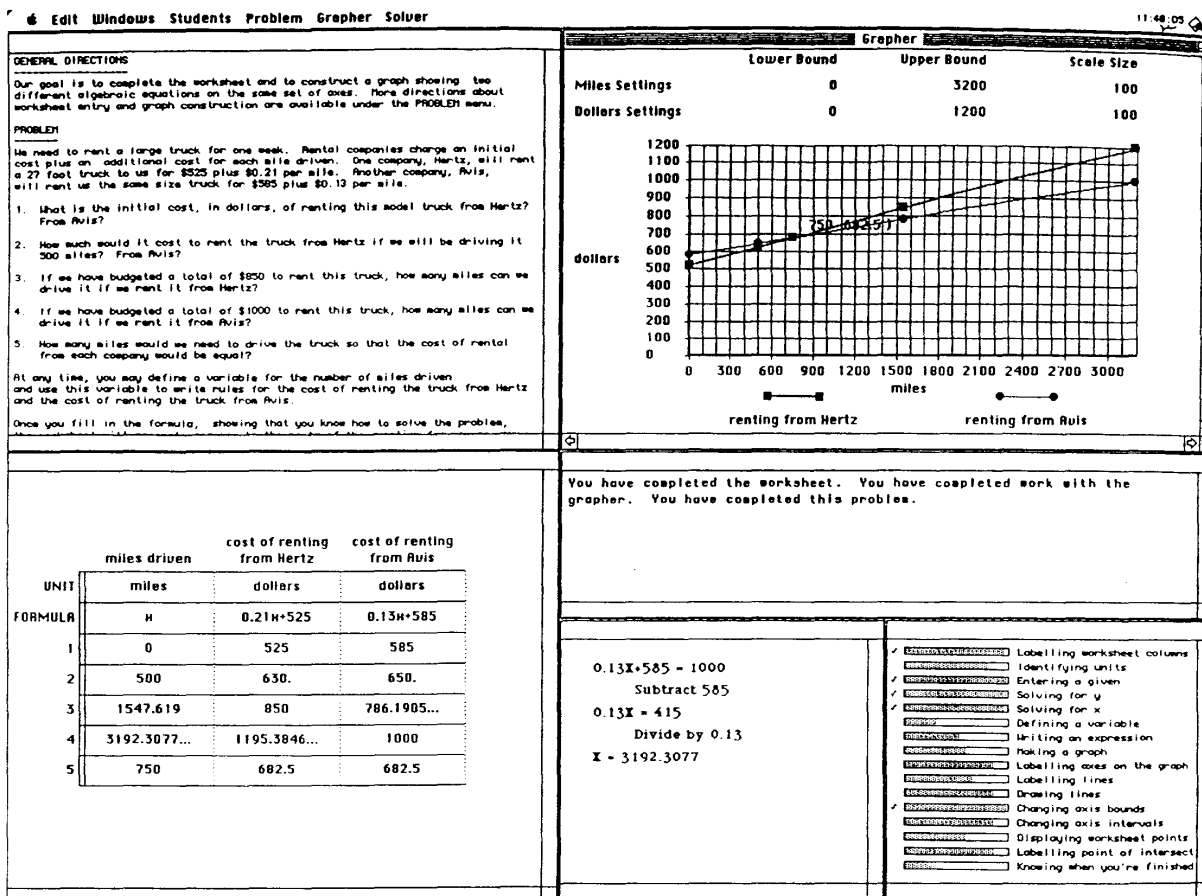 Edit Windows Students Problem Grapher Solver
11:48:05
GENERAL DIRECTIONS
Our goal is to complete the worksheet and to construct a graph showing two
different algebraic equations on the same set of axes. More directions about
worksheet entry and graph construction are available under the PROBLEM menu.
PROBLEM
We need to rent a large truck for one week. Rental companies charge an initial
cost plus an additional cost for each mile driven. One company, Hertz, will rent
a 27 foot truck to us for $525 plus $0.21 per mile. Another company, Avis,
will rent us the same size truck for $585 plus $0.13 per mile.
1. What is the initial cost, in dollars, of renting this model truck from Hertz?
From Avis?
2. How much would it cost to rent the truck from Hertz if we will be driving it
500 miles? From Avis?
3. If we have budgeted a total of $850 to rent this truck, how many miles can we
drive it if we rent it from Hertz?
4. If we have budgeted a total of $1000 to rent this truck, how many miles can we
drive it if we rent it from Avis?
5. How many miles would we need to drive the truck so that the cost of rental
from each company would be equal?
At any time, you may define a variable for the number of miles driven
and use this variable to write rules for the cost of renting the truck from Hertz
and the cost of renting the truck from Avis.
Once you fill in the formula, showing that you know how to solve the problem,
Grapher
Lower Bound Upper Bound Scale Size
Miles Settings 0 3200 100
Dollars Settings 0 1200 100
1200
1100
1000
900
800
700
600
500
400
300
200
100
0
dollars
(750, 682.5)
0 300 600 900 1200 1500 1800 2100 2400 2700 3000
miles
renting from Hertz renting from Avis
You have completed the worksheet. You have completed work with the
grapher. You have completed this problem.
miles driven cost of renting from Hertz cost of renting from Avis
UNIT miles dollars dollars
FORMULA X 0.21X+525 0.13X+585
1 0 525 585
2 500 630. 650.
3 1547.619 850 786.1905...
4 3192.3077... 1195.3846... 1000
5 750 682.5 682.5
0.13X+585 = 1000
Subtract 585
0.13X = 415
Divide by 0.13
X = 3192.3077
✓ Labelling worksheet columns
Identifying units
✓ Entering a given
✓ Solving for y
✓ Solving for x
Defining a variable
Writing an expression
Making a graph
Labelling axes on the graph
Labelling lines
Drawing lines
✓ Changing axis bounds
Changing axis intervals
Displaying worksheet points
Labelling point of intersect
Knowing when you're finished